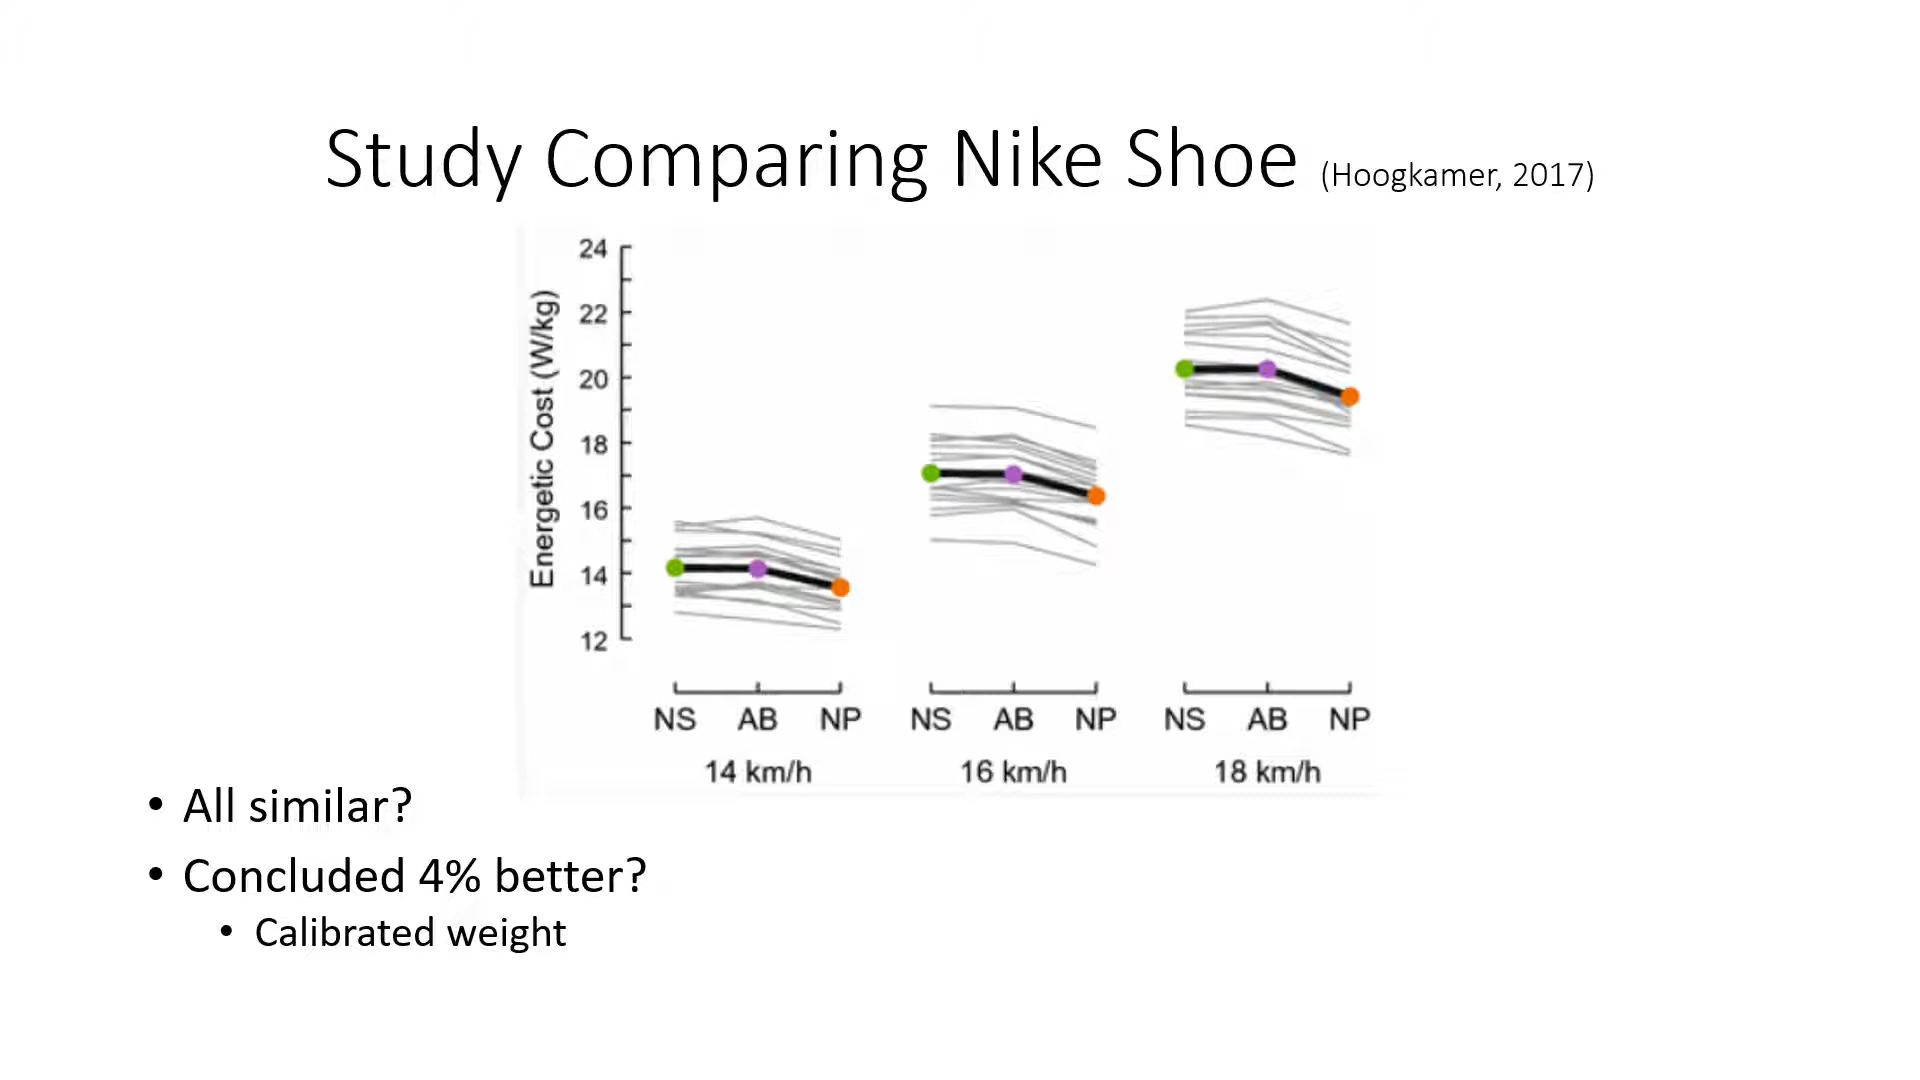 Study Comparing Nike Shoe (Hoogkamer, 2017)
24
22
20
18
16
14
12
Energetic Cost (W/kg)
NS AB NP NS AB NP NS AB NP
14 km/h 16 km/h 18 km/h
• All similar?
• Concluded 4% better?
• Calibrated weight